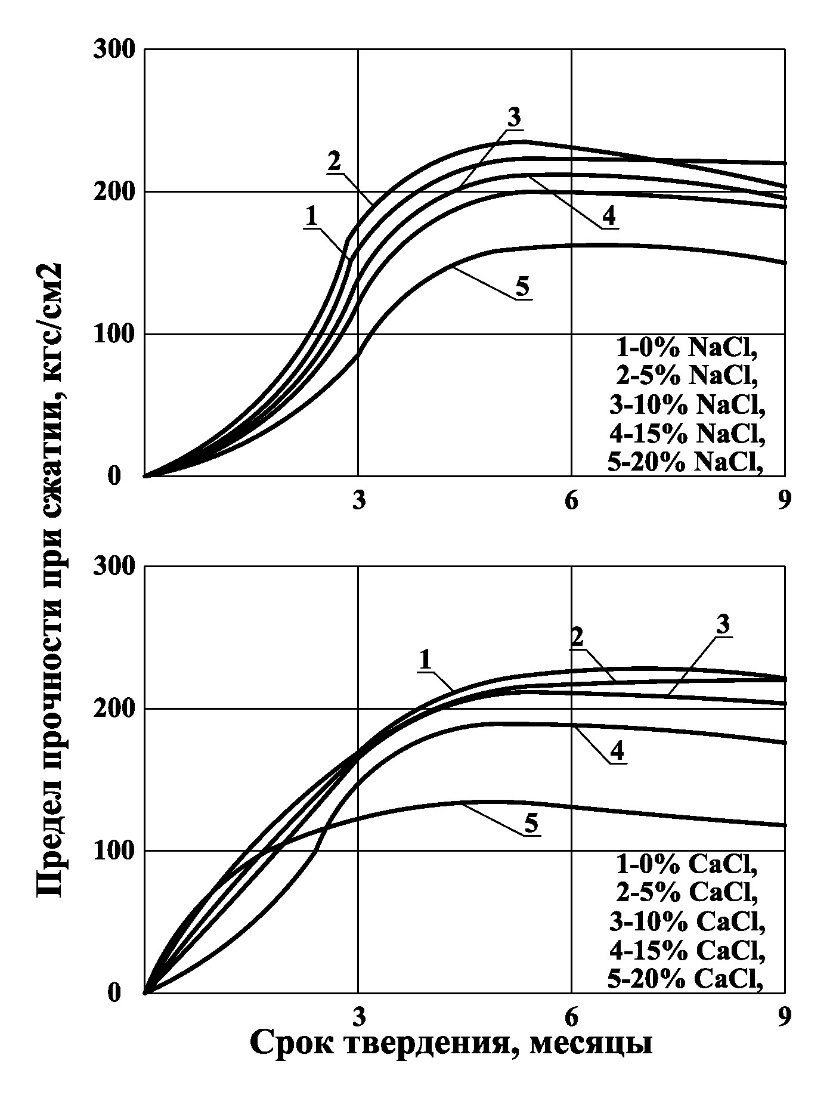 Предел прочности при сжатии, кгс/см2
300
200
100
0
3
6
9
1
2
3
4
5
1-0% NaCl,
2-5% NaCl,
3-10% NaCl,
4-15% NaCl,
5-20% NaCl,
300
200
100
0
3
6
9
1
2
3
4
5
1-0% CaCl,
2-5% CaCl,
3-10% CaCl,
4-15% CaCl,
5-20% CaCl,
Срок твердения, месяцы